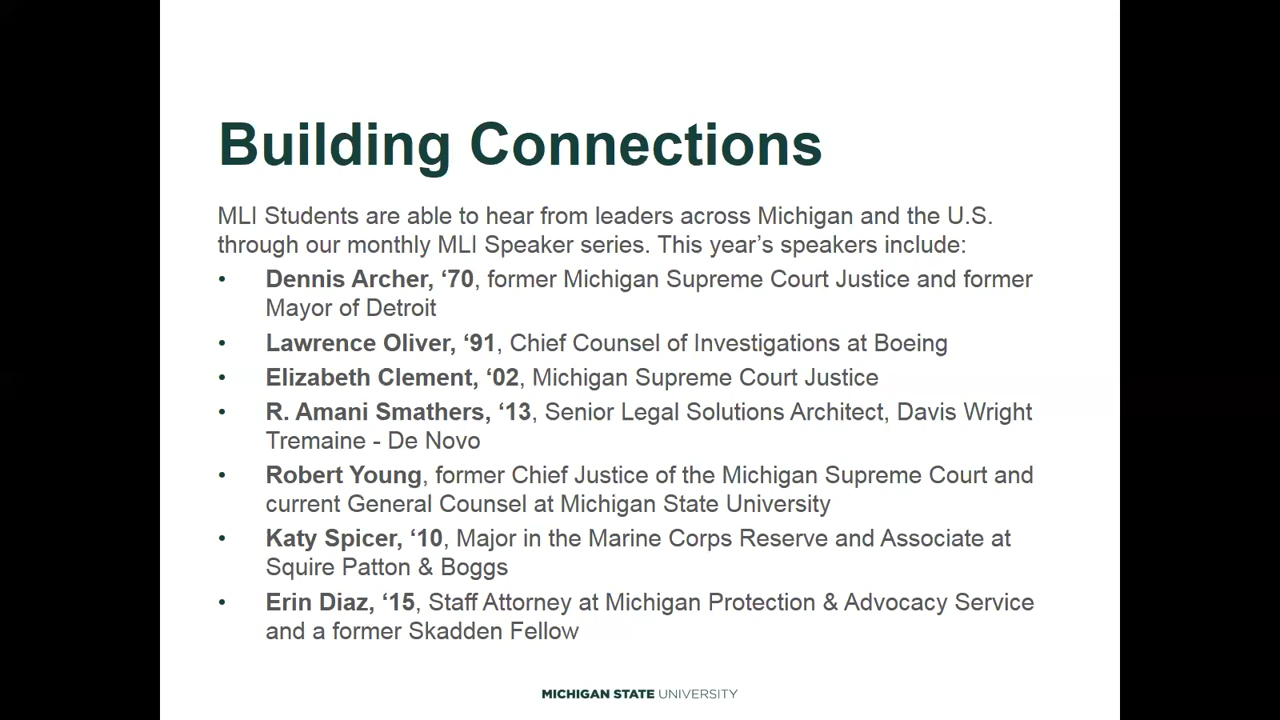 Building Connections
MLI Students are able to hear from leaders across Michigan and the U.S.
through our monthly MLI Speaker series. This year’s speakers include:
• Dennis Archer, ‘70, former Michigan Supreme Court Justice and former
Mayor of Detroit
• Lawrence Oliver, ‘91, Chief Counsel of Investigations at Boeing
• Elizabeth Clement, ‘02, Michigan Supreme Court Justice
• R. Amani Smathers, ‘13, Senior Legal Solutions Architect, Davis Wright
Tremaine - De Novo
• Robert Young, former Chief Justice of the Michigan Supreme Court and
current General Counsel at Michigan State University
• Katy Spicer, ‘10, Major in the Marine Corps Reserve and Associate at
Squire Patton & Boggs
• Erin Diaz, ‘15, Staff Attorney at Michigan Protection & Advocacy Service
and a former Skadden Fellow
MICHIGAN STATE UNIVERSITY